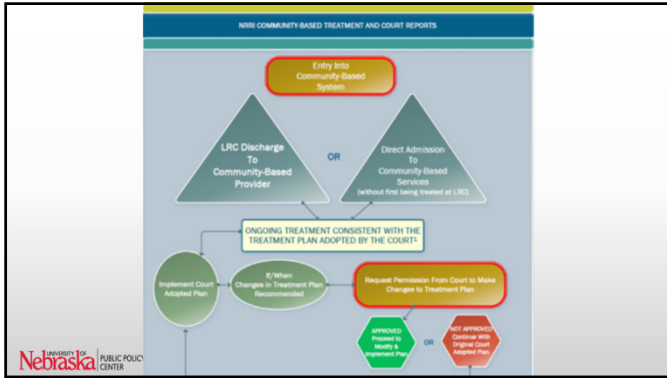 NRRI COMMUNITY-BASED TREATMENT AND COURT REPORTS
Entry Into
Community-Based
System
LRC Discharge
To
Community-Based
Provider
OR
Direct Admission
To
Community-Based
Services
(without first being treated at LRC)
ONGOING TREATMENT CONSISTENT WITH THE
TREATMENT PLAN ADOPTED BY THE COURT¹
Implement Court
Adopted Plan
If/When
Changes in Treatment Plan
Recommended
Request Permission From Court to Make
Changes to Treatment Plan
APPROVED
Proceed to
Modify &
Implement Plan
OR
NOT APPROVED
Continue With
Original Court
Adopted Plan
UNIVERSITY OF
Nebraska
PUBLIC POLICY
CENTER